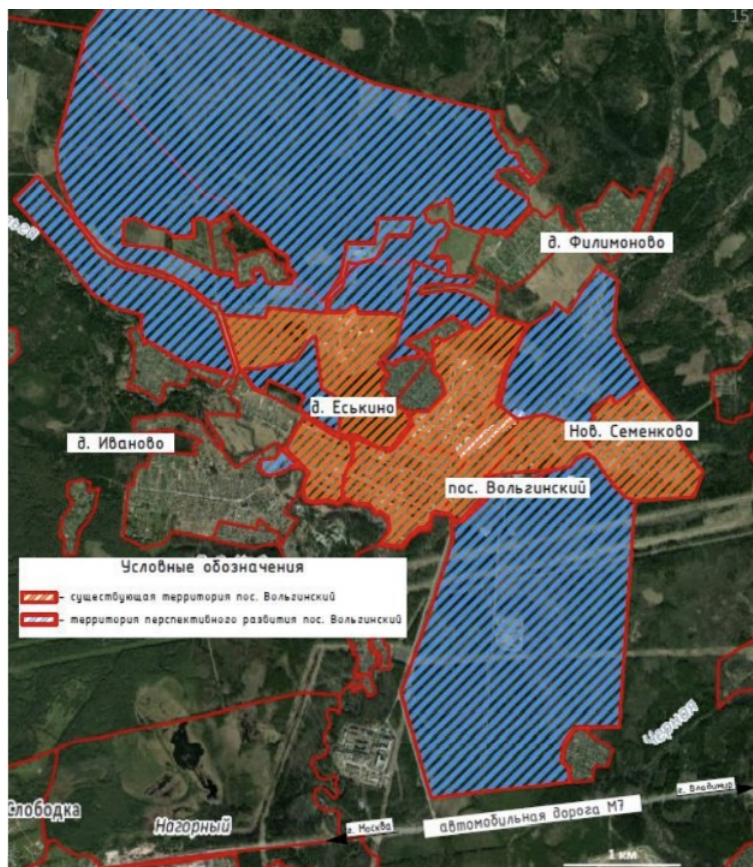 15
д. Филимоново
д. Еськино
д. Иваново
Нов. Семенково
пос. Вольгинский
Условные обозначения
- существующая территория пос. Вольгинский
- территория перспективного развития пос. Вольгинский
Черная
Слободка
Нагорный
г. Москва
автомобильная дорога М7
г. Владимир
1 км